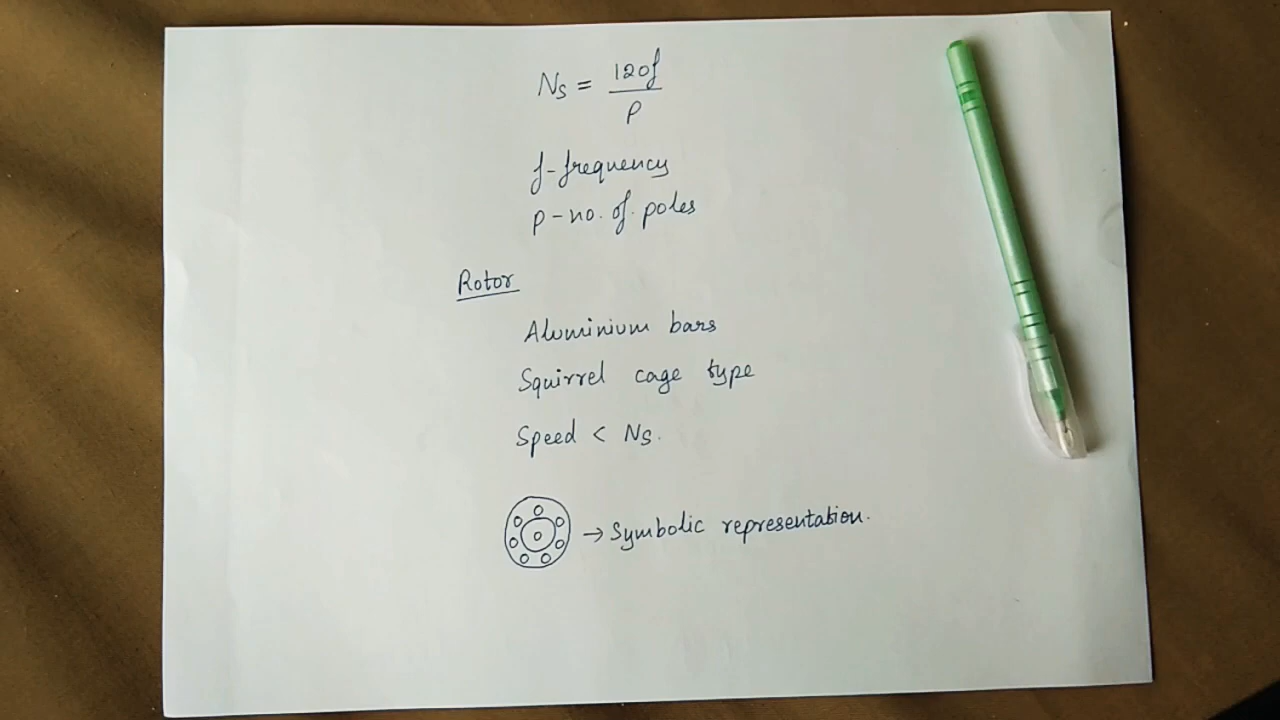 Ns = 120f
P
f-frequency
P-no. of. poles
Rotor
Aluminium bars
Squirrel cage type
Speed < Ns.
→ Symbolic representation.